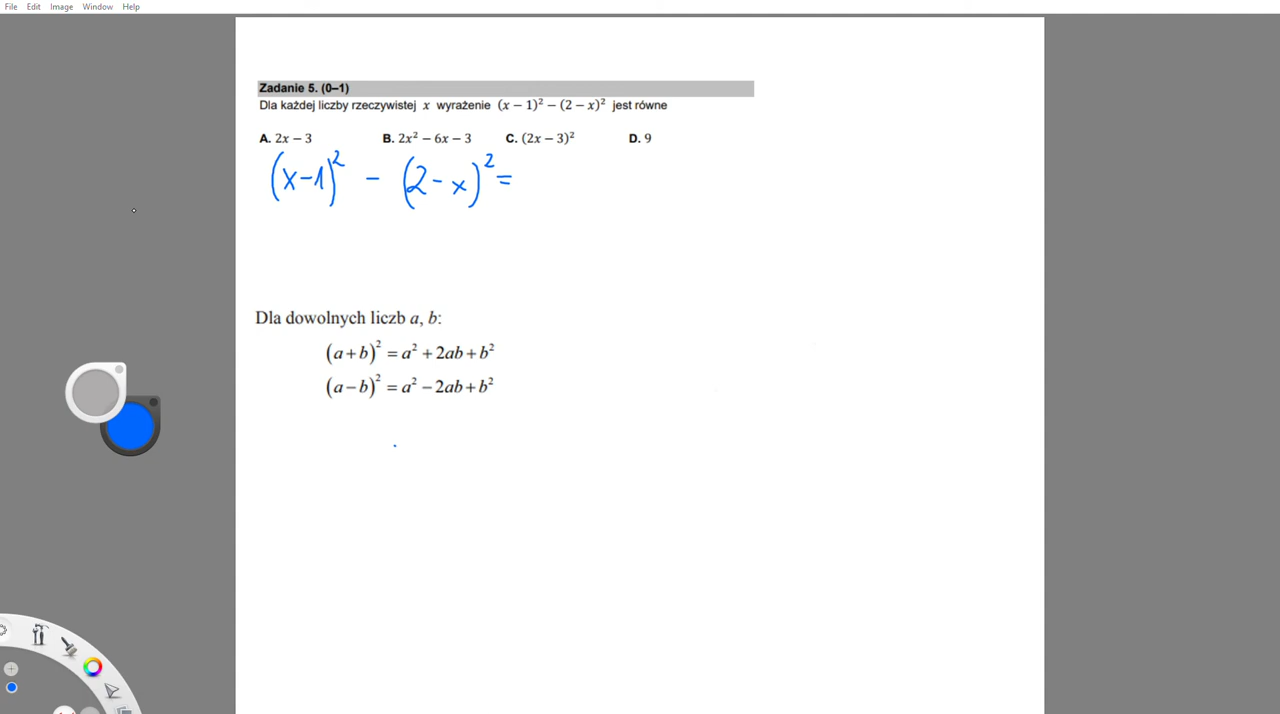 File Edit Image Window Help
Zadanie 5. (0–1)
Dla każdej liczby rzeczywistej x wyrażenie (x − 1)² − (2 − x)² jest równe
A. 2x − 3 B. 2x² − 6x − 3 C. (2x − 3)² D. 9
(x-1)² - (2-x)² =
Dla dowolnych liczb a, b:
(a+b)² = a² + 2ab + b²
(a−b)² = a² − 2ab + b²